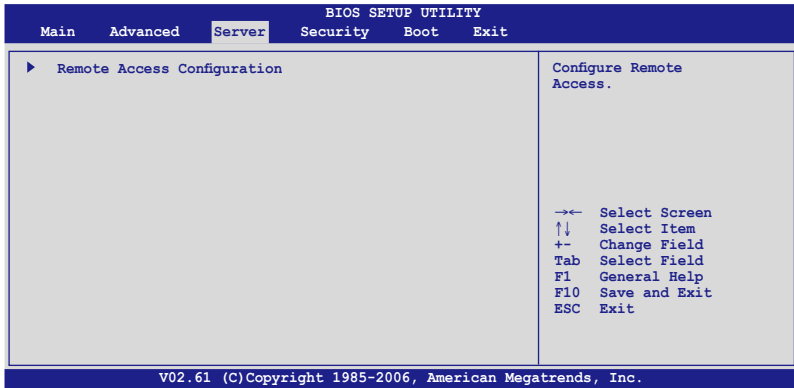 BIOS SETUP UTILITY
Main Advanced Server Security Boot Exit
Remote Access Configuration
Configure Remote
Access.
→← Select Screen
↑↓ Select Item
+- Change Field
Tab Select Field
F1 General Help
F10 Save and Exit
ESC Exit
V02.61 (C)Copyright 1985-2006, American Megatrends, Inc.